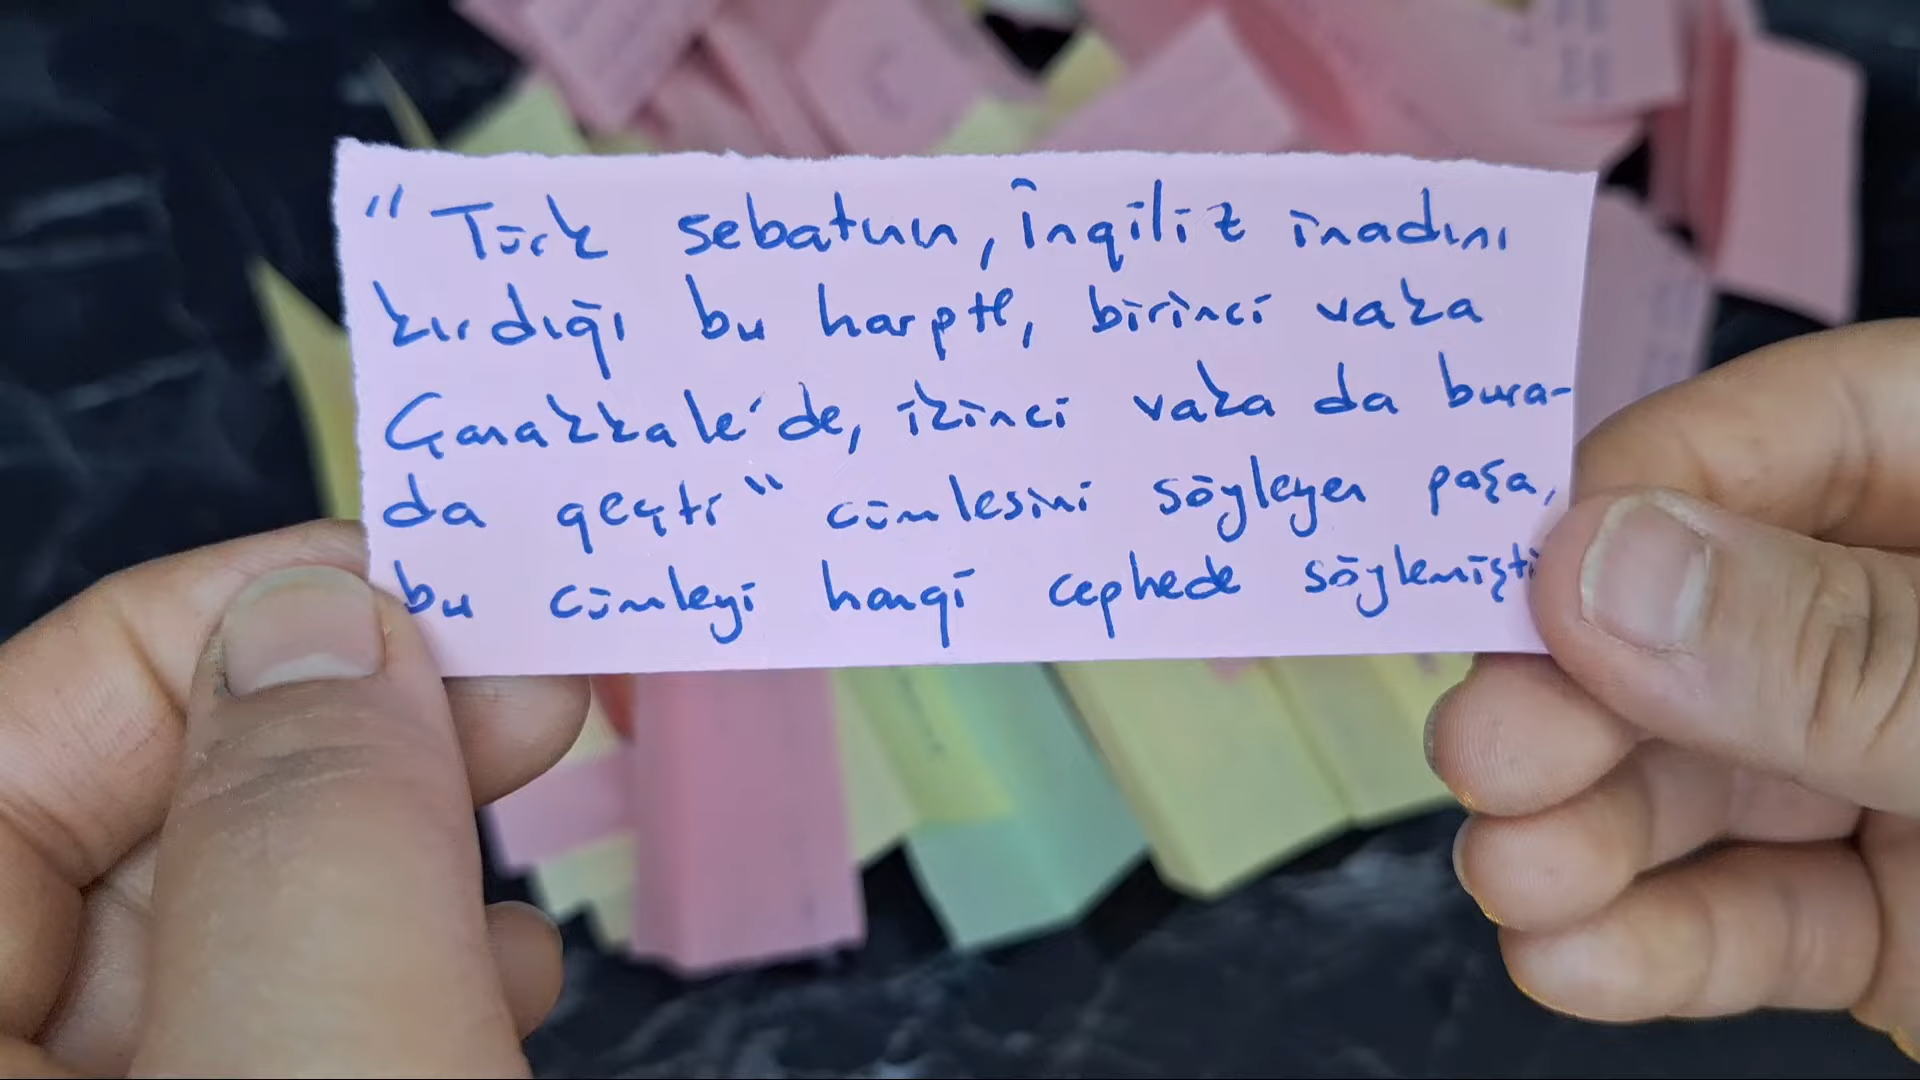 "Türk sebatının, İngiliz inadını
kırdığı bu harpte, birinci vaka
Çanakkale'de, ikinci vaka da bura-
da geçti" cümlesini söyleyen paşa,
bu cümleyi hangi cephede söylemişti